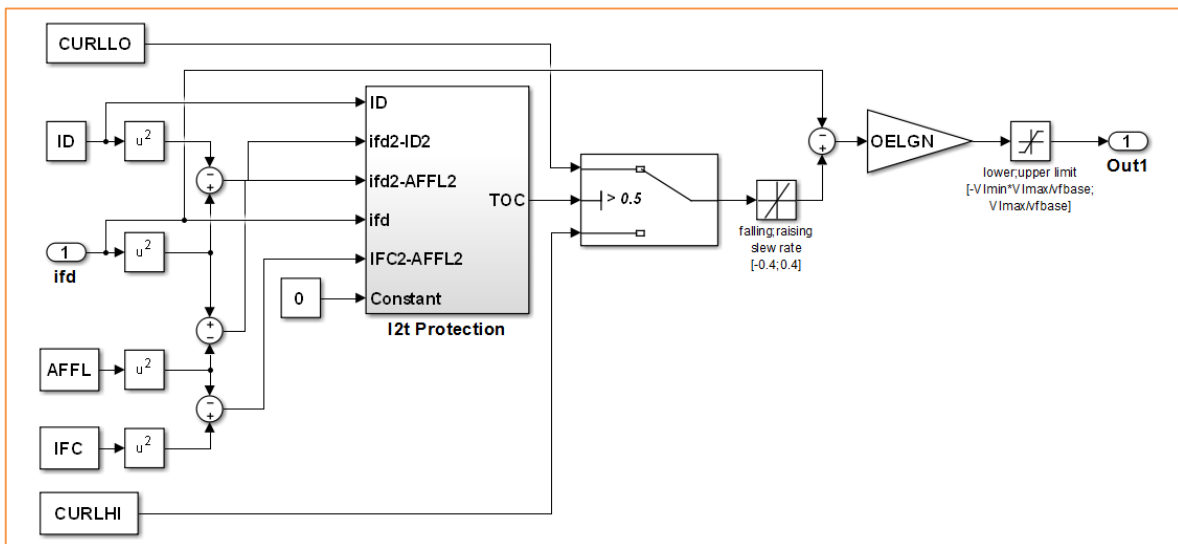 CURLLO
ID
u²
ID
ifd2-ID2
ifd2-AFFL2
TOC
ifd
IFC2-AFFL2
Constant
I2t Protection
- +
1
ifd
u²
0
+ -
AFFL
u²
- +
IFC
u²
CURLHI
> 0.5
falling;raising
slew rate
[-0.4;0.4]
- +
OELGN
lower;upper limit
[-VImin*VImax/vfbase;
VImax/vfbase]
1
Out1